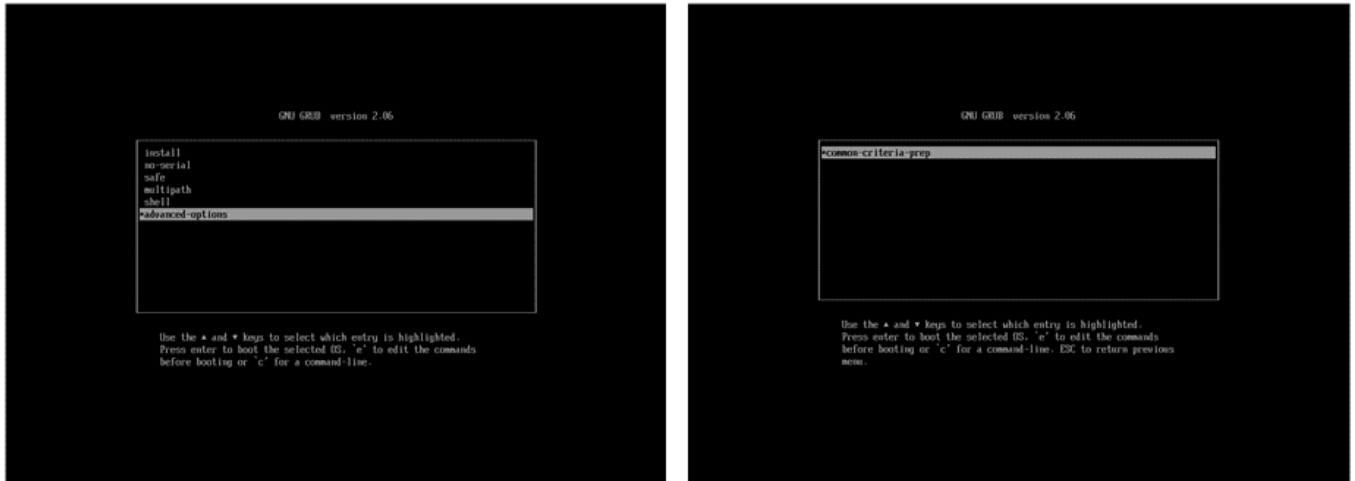 GNU GRUB version 2.06
install
no-serial
safe
multipath
shell
*advanced-options
Use the ▲ and ▼ keys to select which entry is highlighted.
Press enter to boot the selected OS, `e' to edit the commands
before booting or `c' for a command-line.
GNU GRUB version 2.06
*common-criteria-prep
Use the ▲ and ▼ keys to select which entry is highlighted.
Press enter to boot the selected OS, `e' to edit the commands
before booting or `c' for a command-line. ESC to return previous
menu.